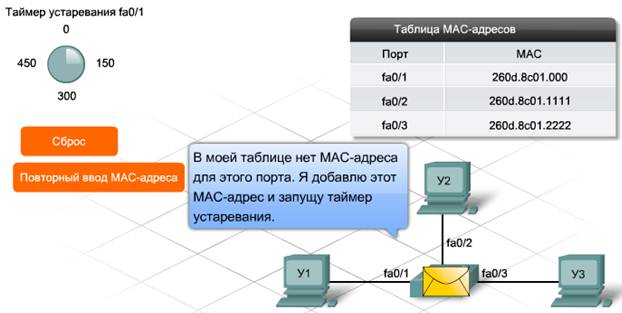 Таймер устаревания fa0/1
0
450
150
300
Сброс
Повторный ввод MAC-адреса
Таблица MAC-адресов
Порт MAC
fa0/1 260d.8c01.000
fa0/2 260d.8c01.1111
fa0/3 260d.8c01.2222
В моей таблице нет MAC-адреса
для этого порта. Я добавлю этот
MAC-адрес и запущу таймер
устаревания.
У2
fa0/2
У1
fa0/1
fa0/3
У3